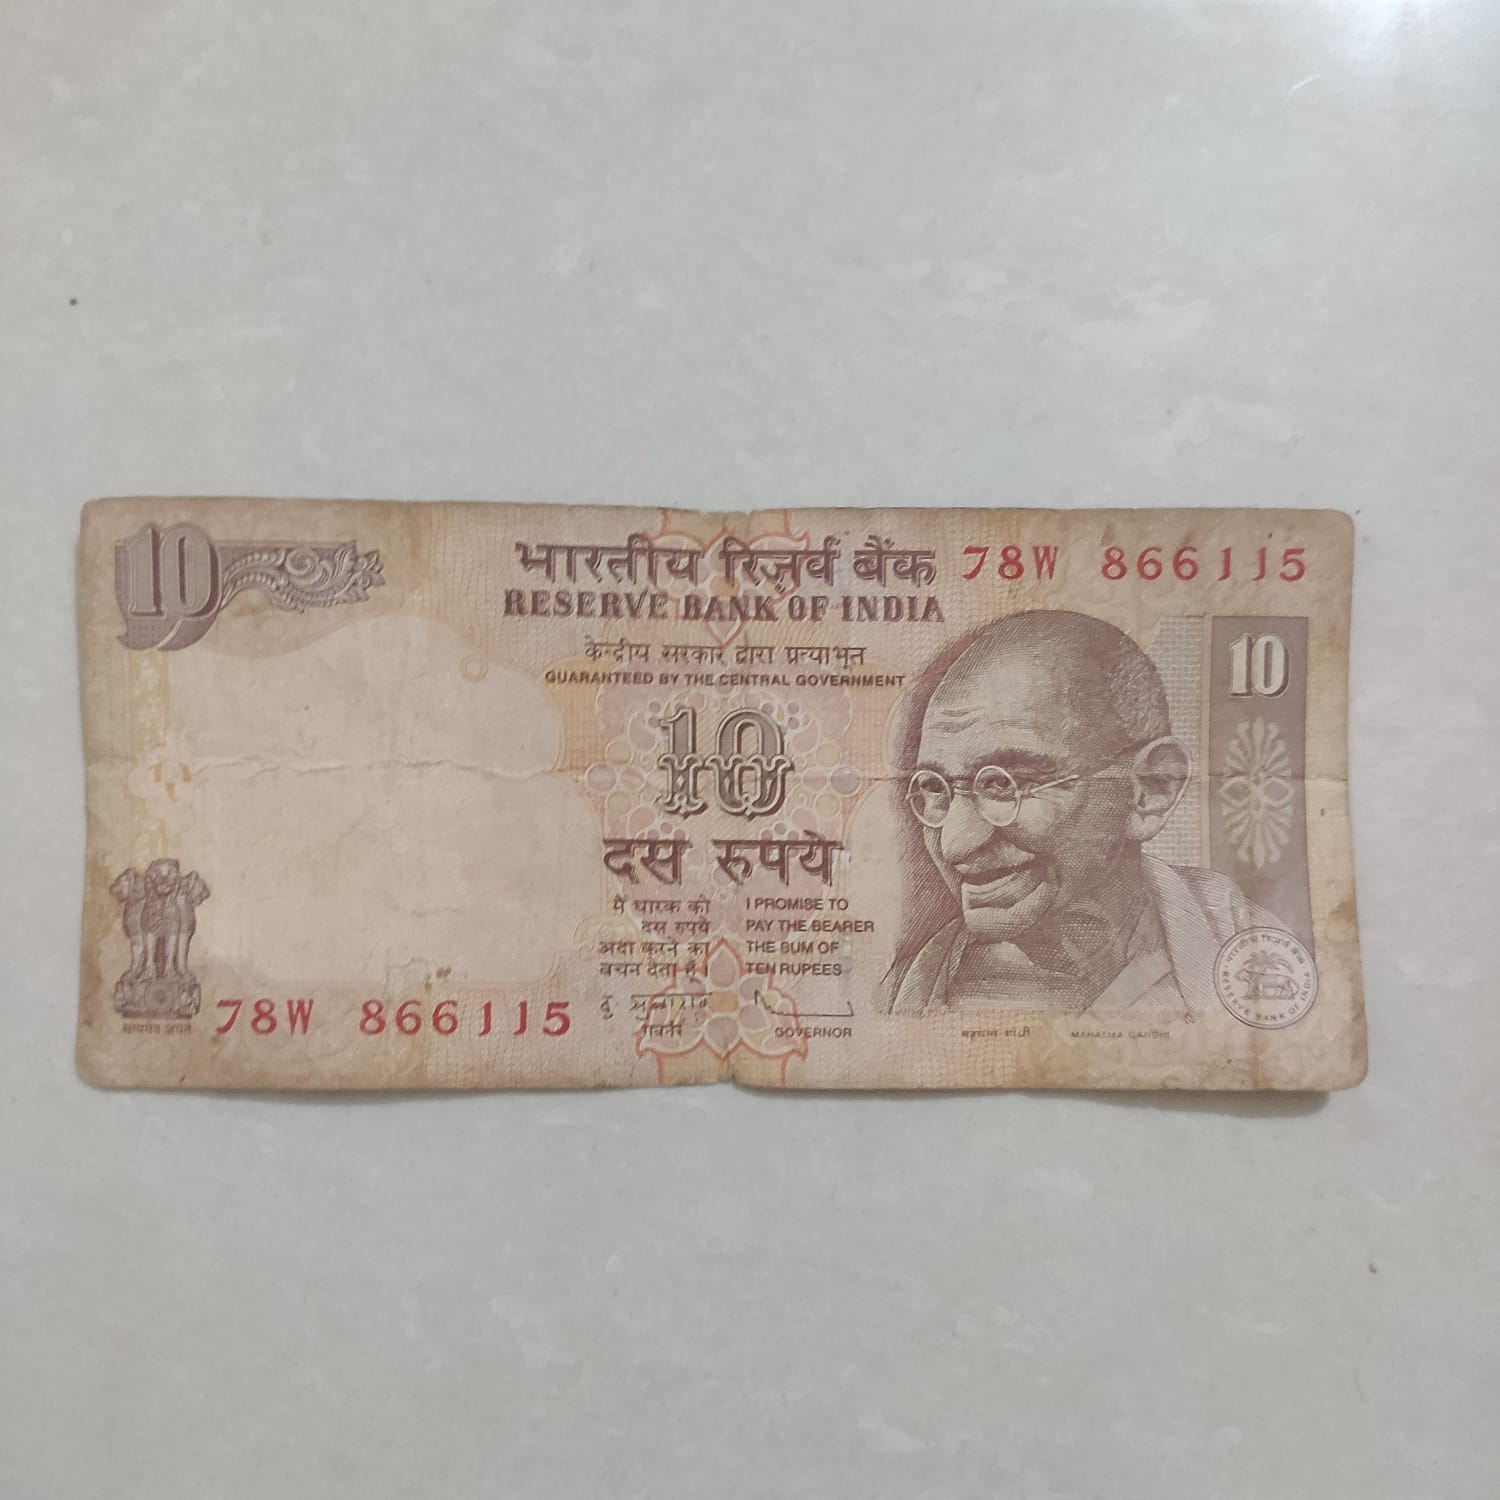 10
भारतीय रिज़र्व बैंक
78W 866115
RESERVE BANK OF INDIA
केन्द्रीय सरकार द्वारा प्रत्याभूत
GUARANTEED BY THE CENTRAL GOVERNMENT
10
10
दस रुपये
मैं धारक को
दस रुपये
अदा करने का
वचन देता हूँ।
I PROMISE TO
PAY THE BEARER
THE SUM OF
TEN RUPEES
गवर्नर
GOVERNOR
सत्यमेव जयते
78W 866115
महात्मा गाँधी
MAHATMA GANDHI
भारतीय रिज़र्व बैंक
RESERVE BANK OF INDIA